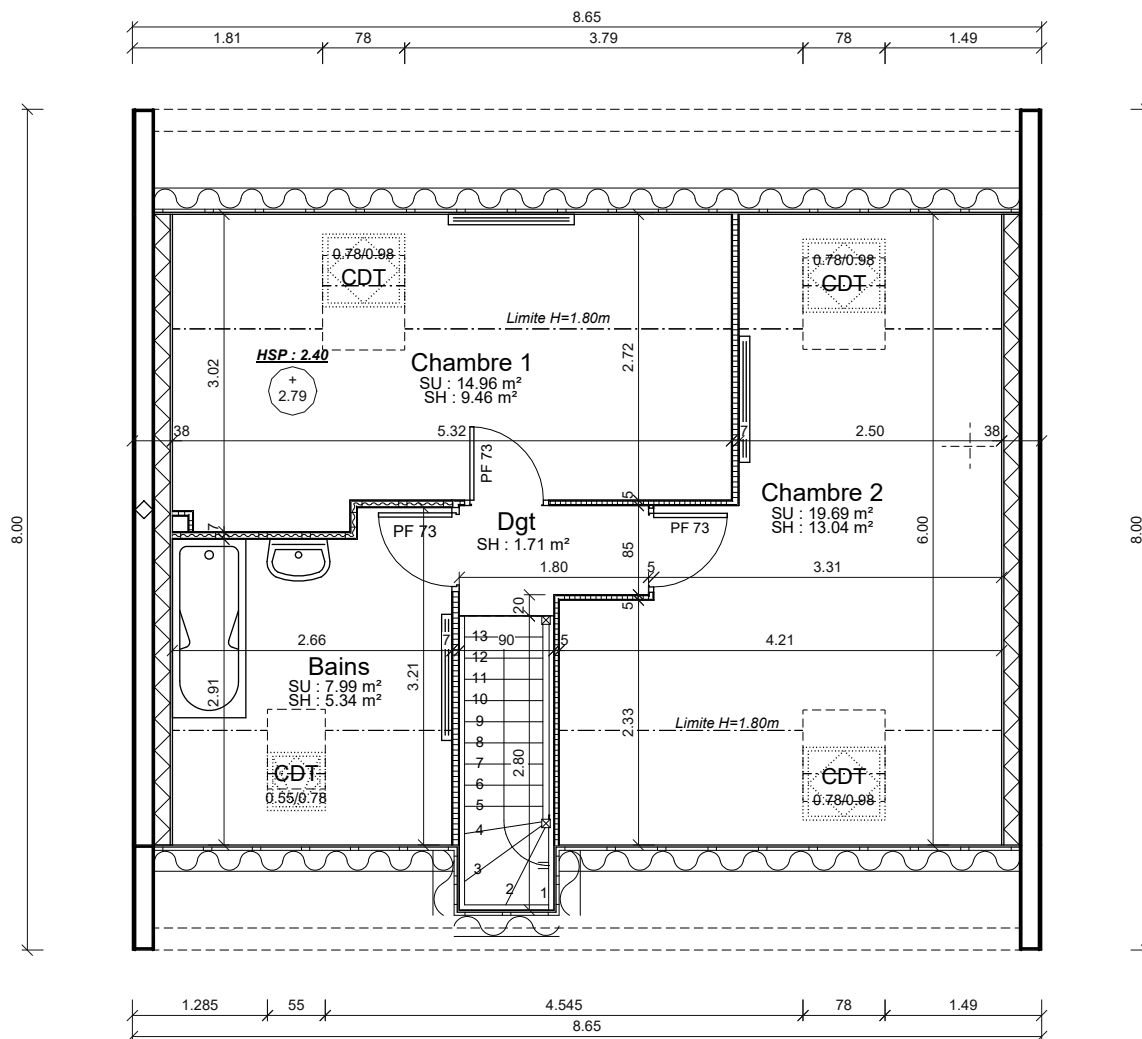 8.65
1.81 78 3.79 78 1.49
0.78/0.98
CDT
0.78/0.98
CDT
Limite H=1.80m
HSP : 2.40
+
2.79
3.02
Chambre 1
SU : 14.96 m²
SH : 9.46 m²
2.72
38 5.32 7 2.50 38
PF 73
Chambre 2
SU : 19.69 m²
SH : 13.04 m²
5
7
8.00
8.00
6.00
PF 73
Dgt
SH : 1.71 m²
85
PF 73
1.80 5 3.31
20
5
2.66 7 90 5 4.21
Bains
SU : 7.99 m²
SH : 5.34 m²
2.91
3.21
13
12
11
10
9
8
7
6
5
4
3
2
1
2.80
2.33
Limite H=1.80m
CDT
0.55/0.78
CDT
0.78/0.98
1.285 55 4.545 78 1.49
8.65